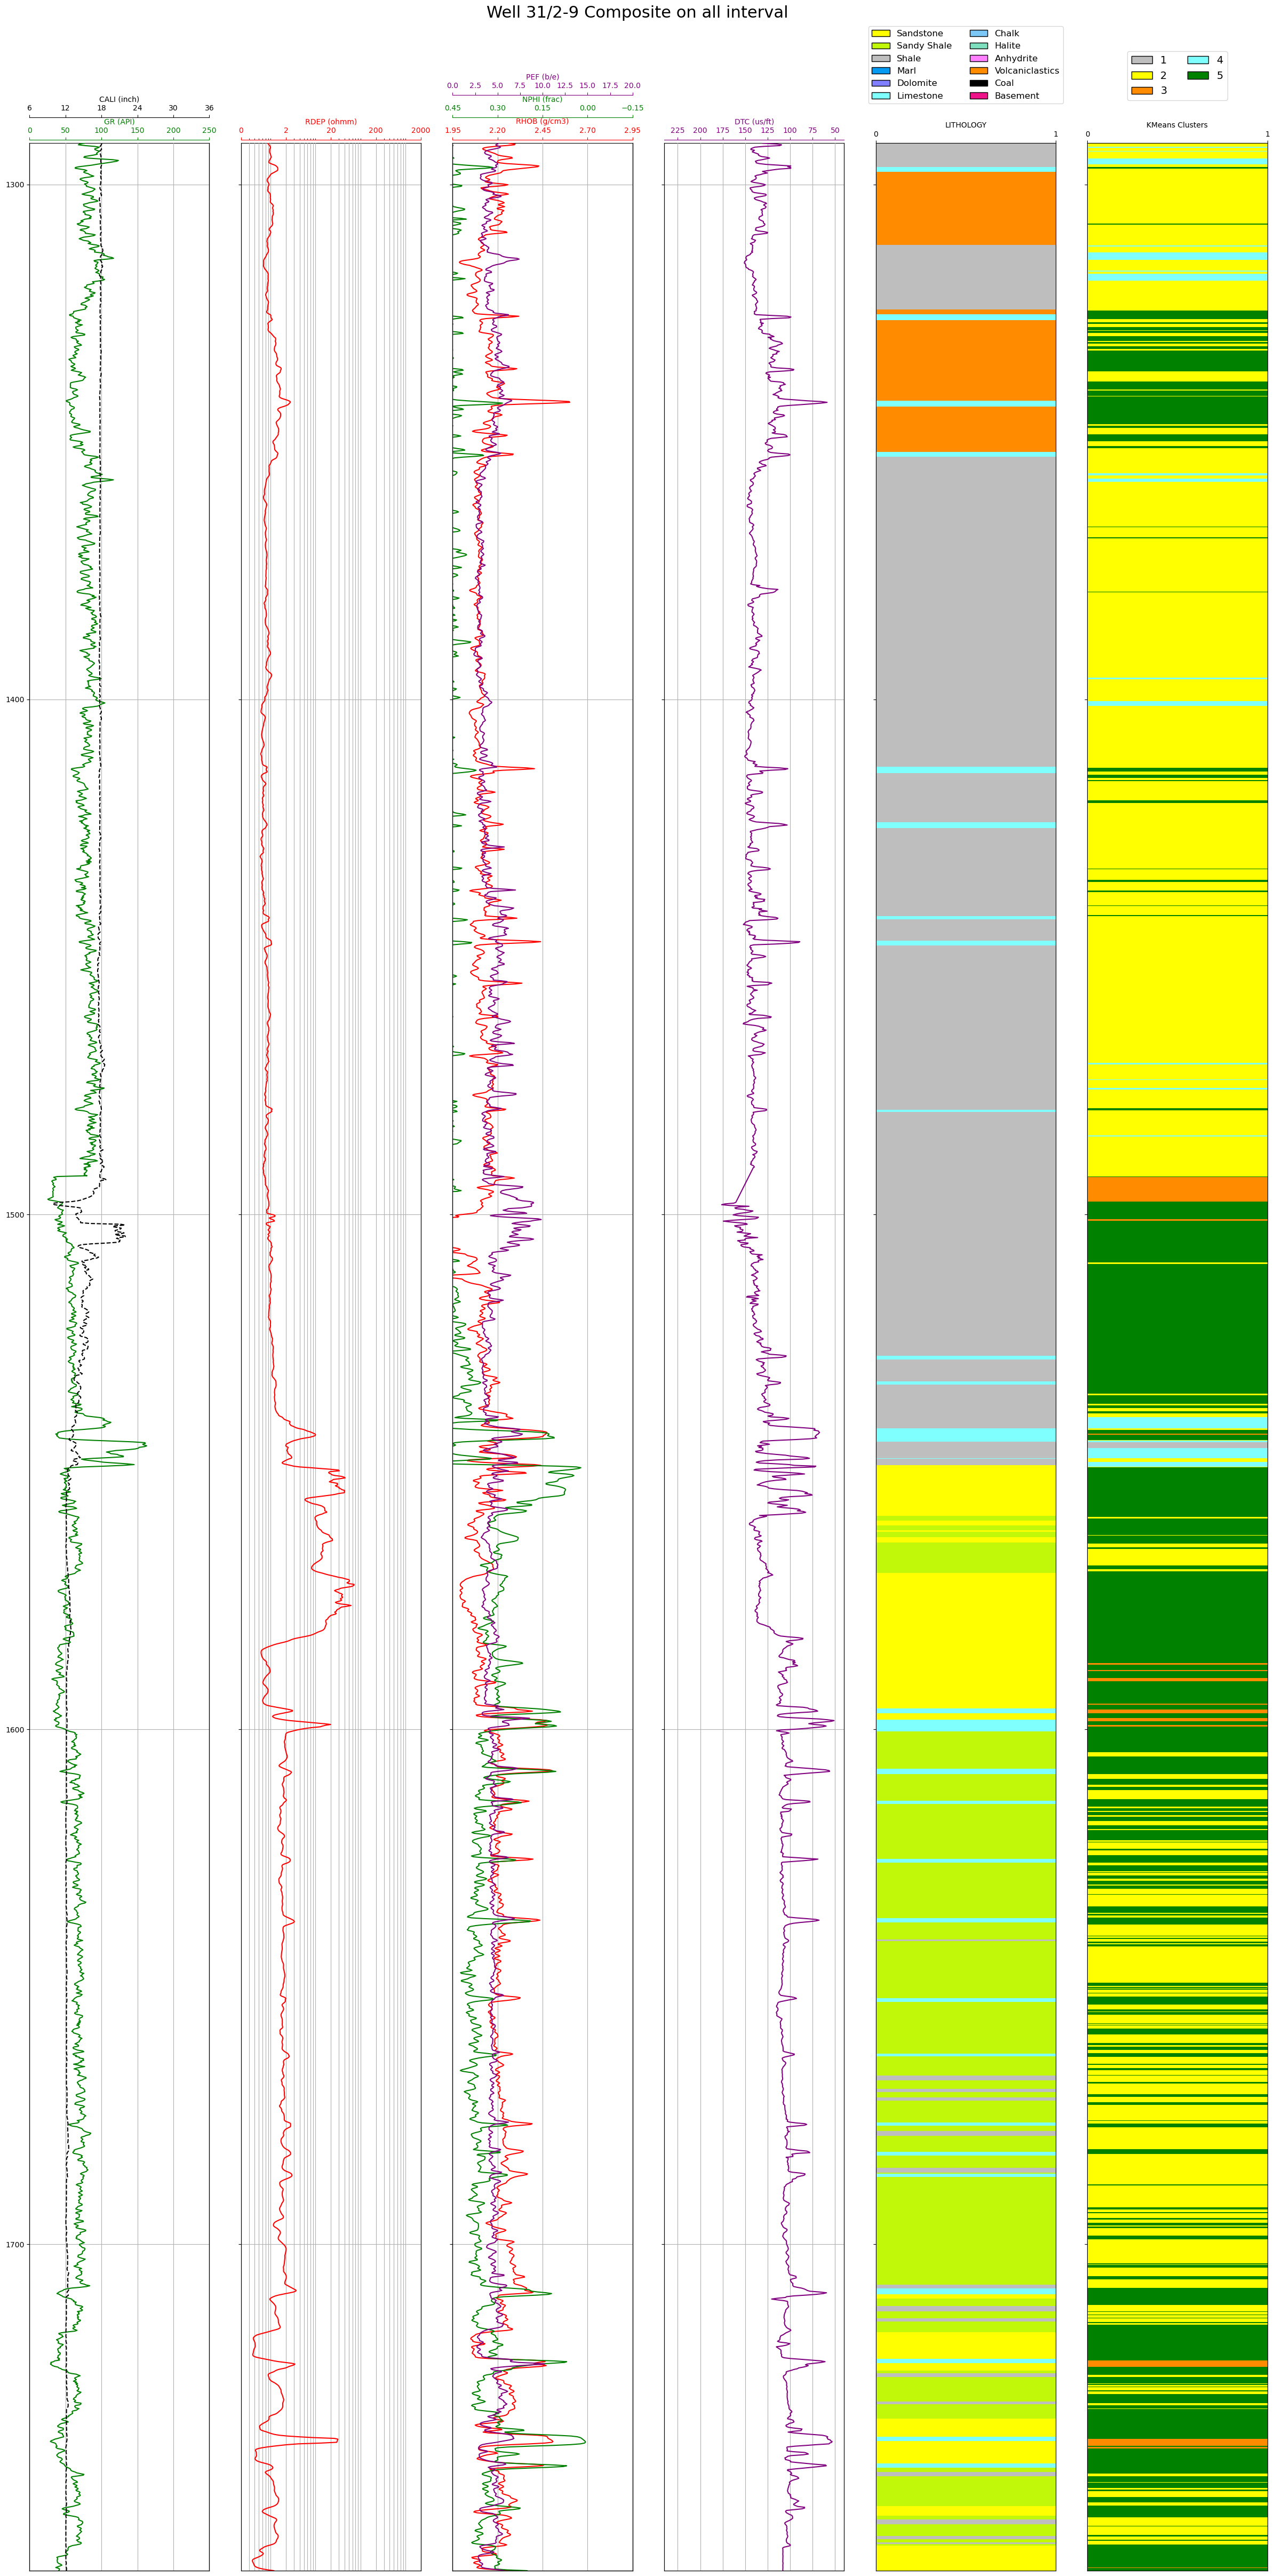 Well 31/2-9 Composite on all interval
Sandstone Chalk
Sandy Shale Halite
Shale Anhydrite
Marl Volcaniclastics
Dolomite Coal
Limestone Basement
1 4
2 5
3
PEF (b/e)
0.0 2.5 5.0 7.5 10.0 12.5 15.0 17.5 20.0
CALI (inch) NPHI (frac)
6 12 18 24 30 36 0.45 0.30 0.15 0.00 −0.15
GR (API) RDEP (ohmm) RHOB (g/cm3) DTC (us/ft) LITHOLOGY KMeans Clusters
0 50 100 150 200 250 0 2 20 200 2000 1.95 2.20 2.45 2.70 2.95 225 200 175 150 125 100 75 50 0 1 0 1
1300
1400
1500
1600
1700